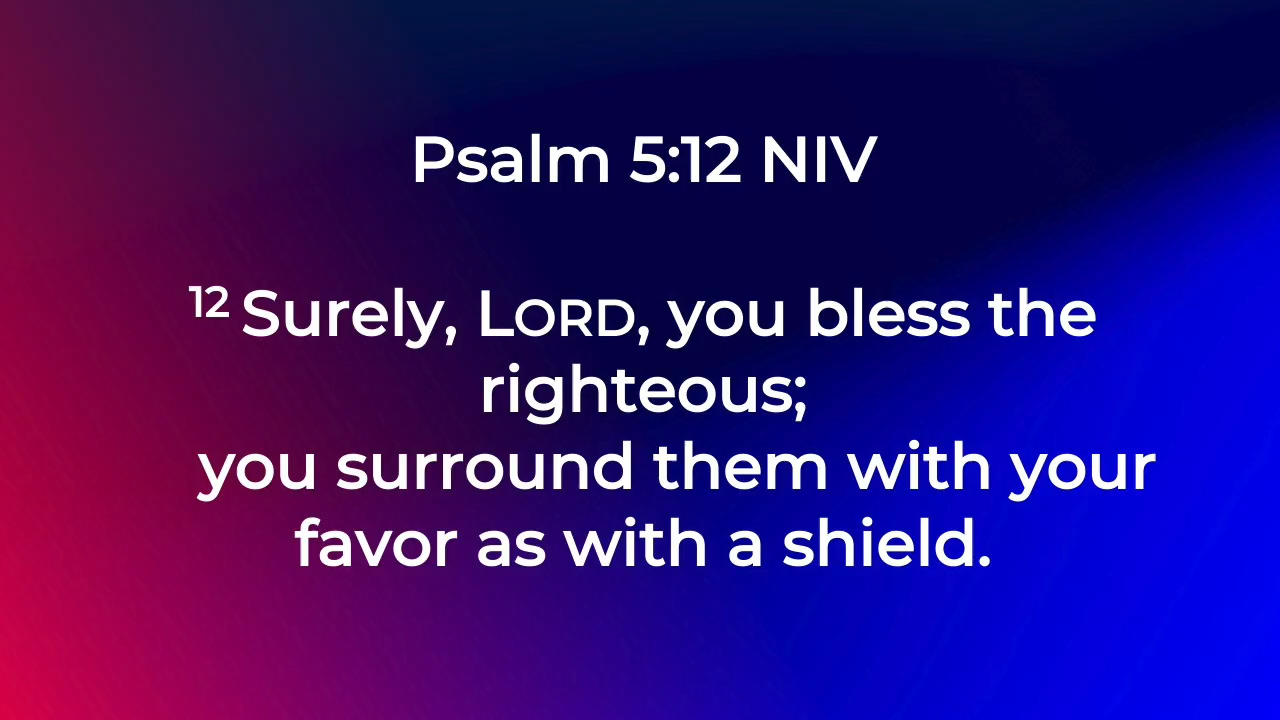 Psalm 5:12 NIV
12 Surely, LORD, you bless the
righteous;
you surround them with your
favor as with a shield.